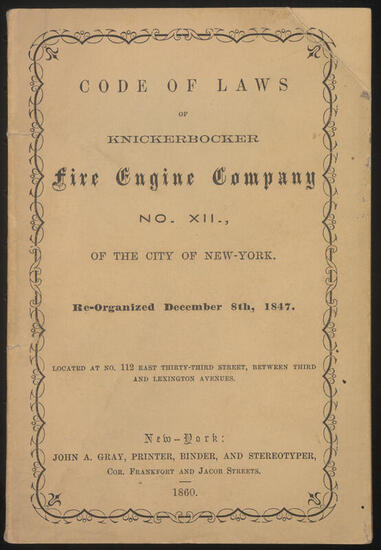 CODE OF LAWS
OF
KNICKERBOCKER
Fire Engine Company
NO. XII.,
OF THE CITY OF NEW-YORK.
Re-Organized December 8th, 1847.
LOCATED AT NO. 112 EAST THIRTY-THIRD STREET, BETWEEN THIRD
AND LEXINGTON AVENUES.
New-York:
JOHN A. GRAY, PRINTER, BINDER, AND STEREOTYPER,
Cor. Frankfort and Jacob Streets.
1860.